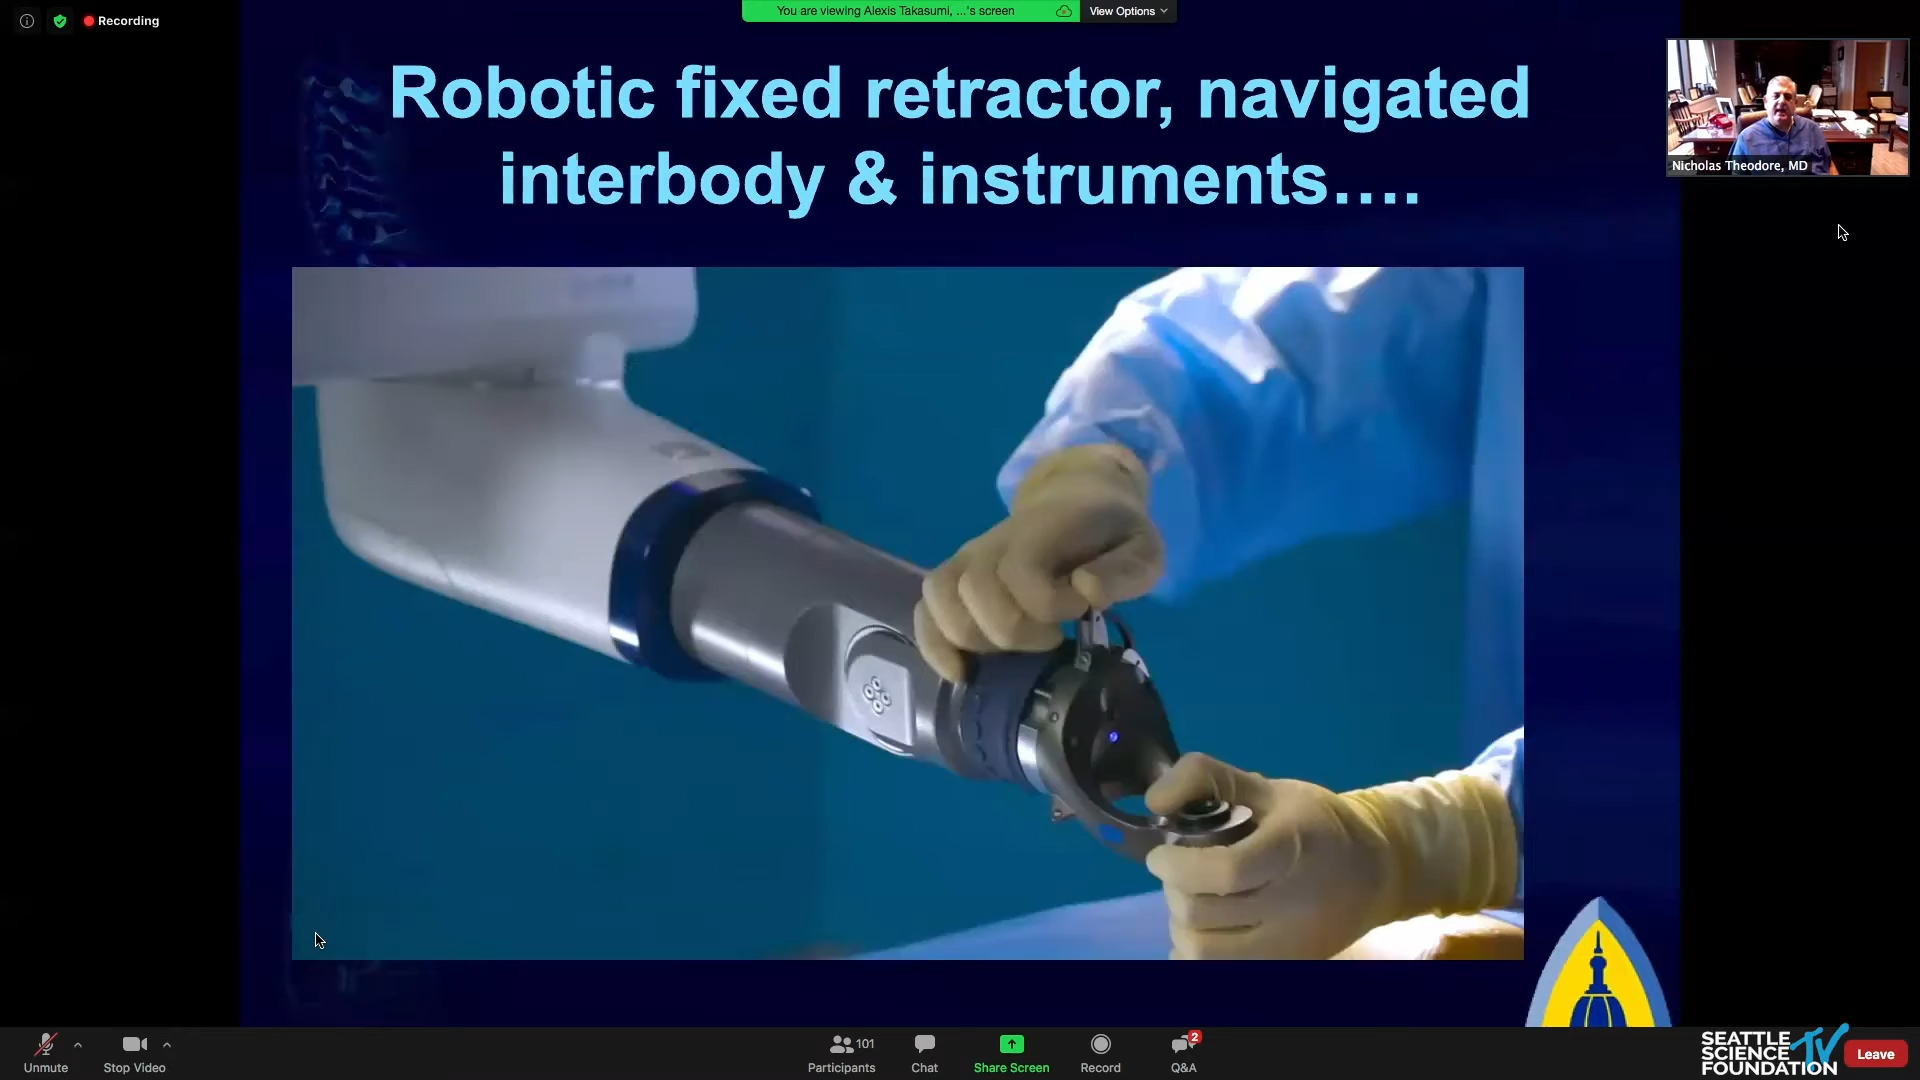 Recording
You are viewing Alexis Takasumi, ...'s screen
View Options
Robotic fixed retractor, navigated
interbody & instruments....
Nicholas Theodore, MD
Unmute
Stop Video
101
Participants
Chat
Share Screen
Record
2
Q&A
SEATTLE
SCIENCE
FOUNDATION
TV
Leave